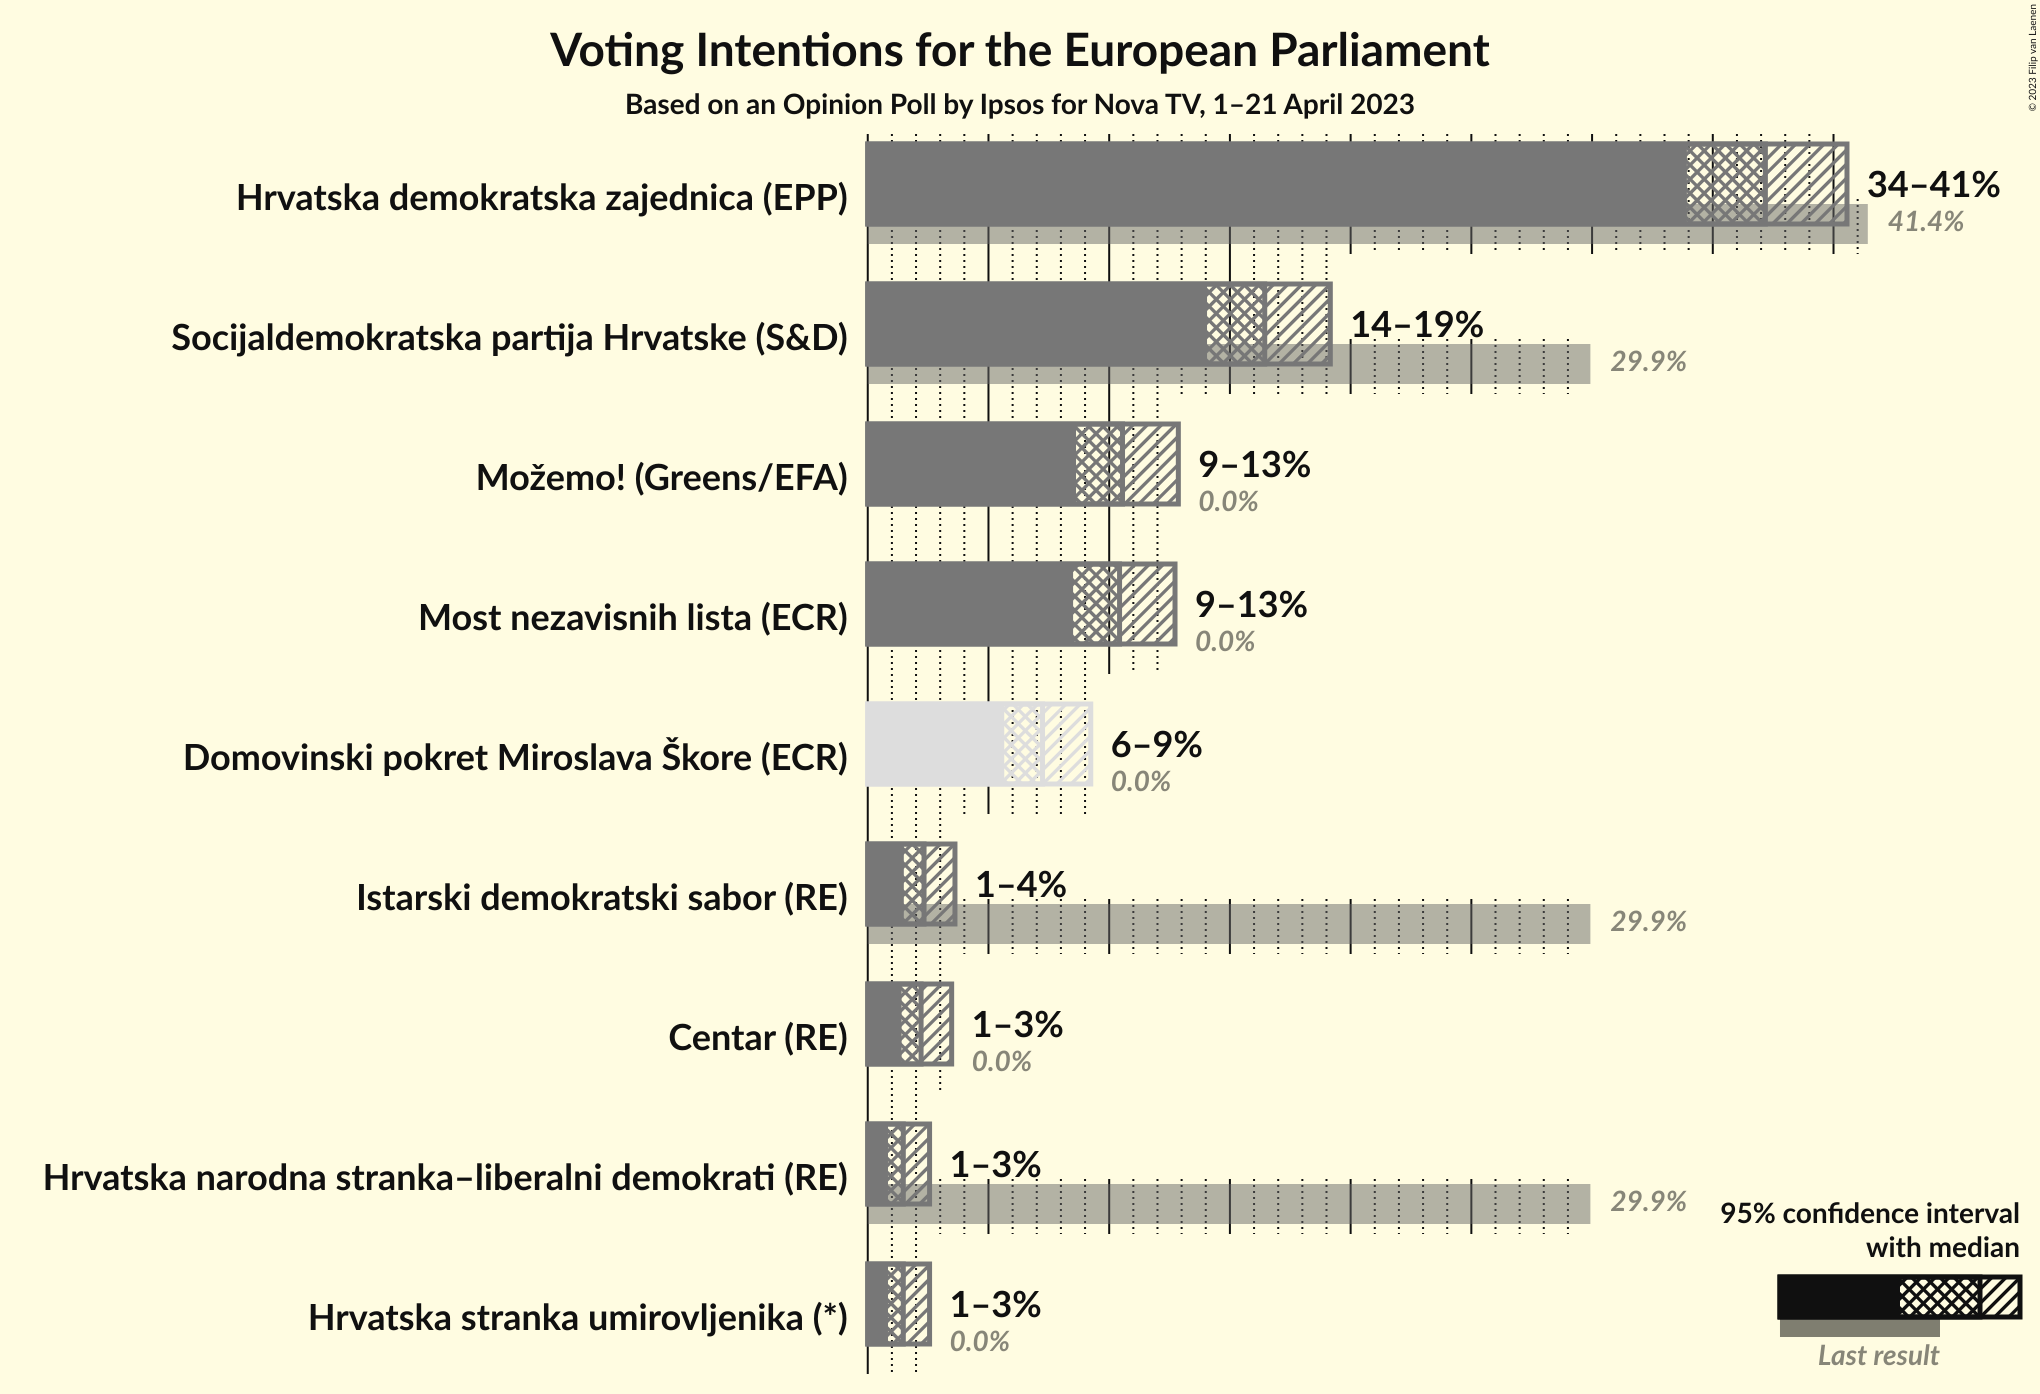 Voting Intentions for the European Parliament
Based on an Opinion Poll by Ipsos for Nova TV, 1–21 April 2023
© 2023 Filip van Laenen
Hrvatska demokratska zajednica (EPP)
34–41%
41.4%
Socijaldemokratska partija Hrvatske (S&D)
14–19%
29.9%
Možemo! (Greens/EFA)
9–13%
0.0%
Most nezavisnih lista (ECR)
9–13%
0.0%
Domovinski pokret Miroslava Škore (ECR)
6–9%
0.0%
Istarski demokratski sabor (RE)
1–4%
29.9%
Centar (RE)
1–3%
0.0%
Hrvatska narodna stranka–liberalni demokrati (RE)
1–3%
29.9%
Hrvatska stranka umirovljenika (*)
1–3%
0.0%
95% confidence interval
with median
Last result